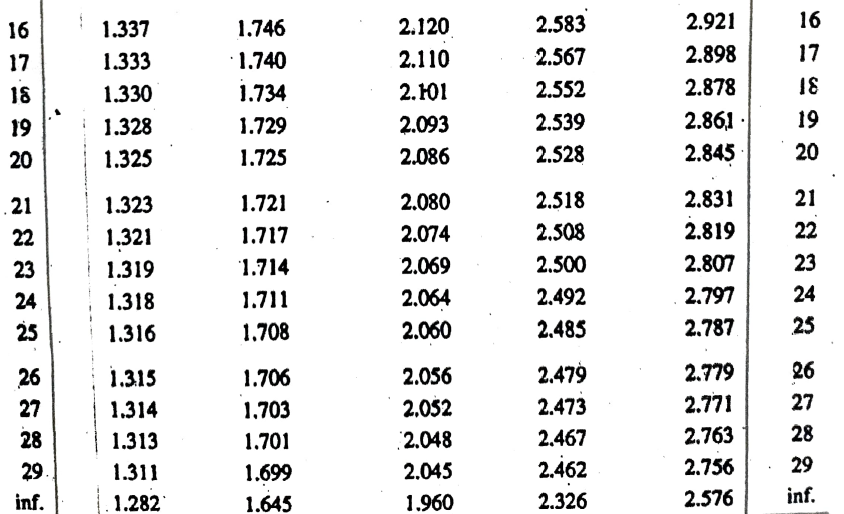 16 1.337 1.746 2.120 2.583 2.921 16
17 1.333 1.740 2.110 2.567 2.898 17
18 1.330 1.734 2.101 2.552 2.878 18
19 1.328 1.729 2.093 2.539 2.861 19
20 1.325 1.725 2.086 2.528 2.845 20
21 1.323 1.721 2.080 2.518 2.831 21
22 1.321 1.717 2.074 2.508 2.819 22
23 1.319 1.714 2.069 2.500 2.807 23
24 1.318 1.711 2.064 2.492 2.797 24
25 1.316 1.708 2.060 2.485 2.787 25
26 1.315 1.706 2.056 2.479 2.779 26
27 1.314 1.703 2.052 2.473 2.771 27
28 1.313 1.701 2.048 2.467 2.763 28
29 1.311 1.699 2.045 2.462 2.756 29
inf. 1.282 1.645 1.960 2.326 2.576 inf.